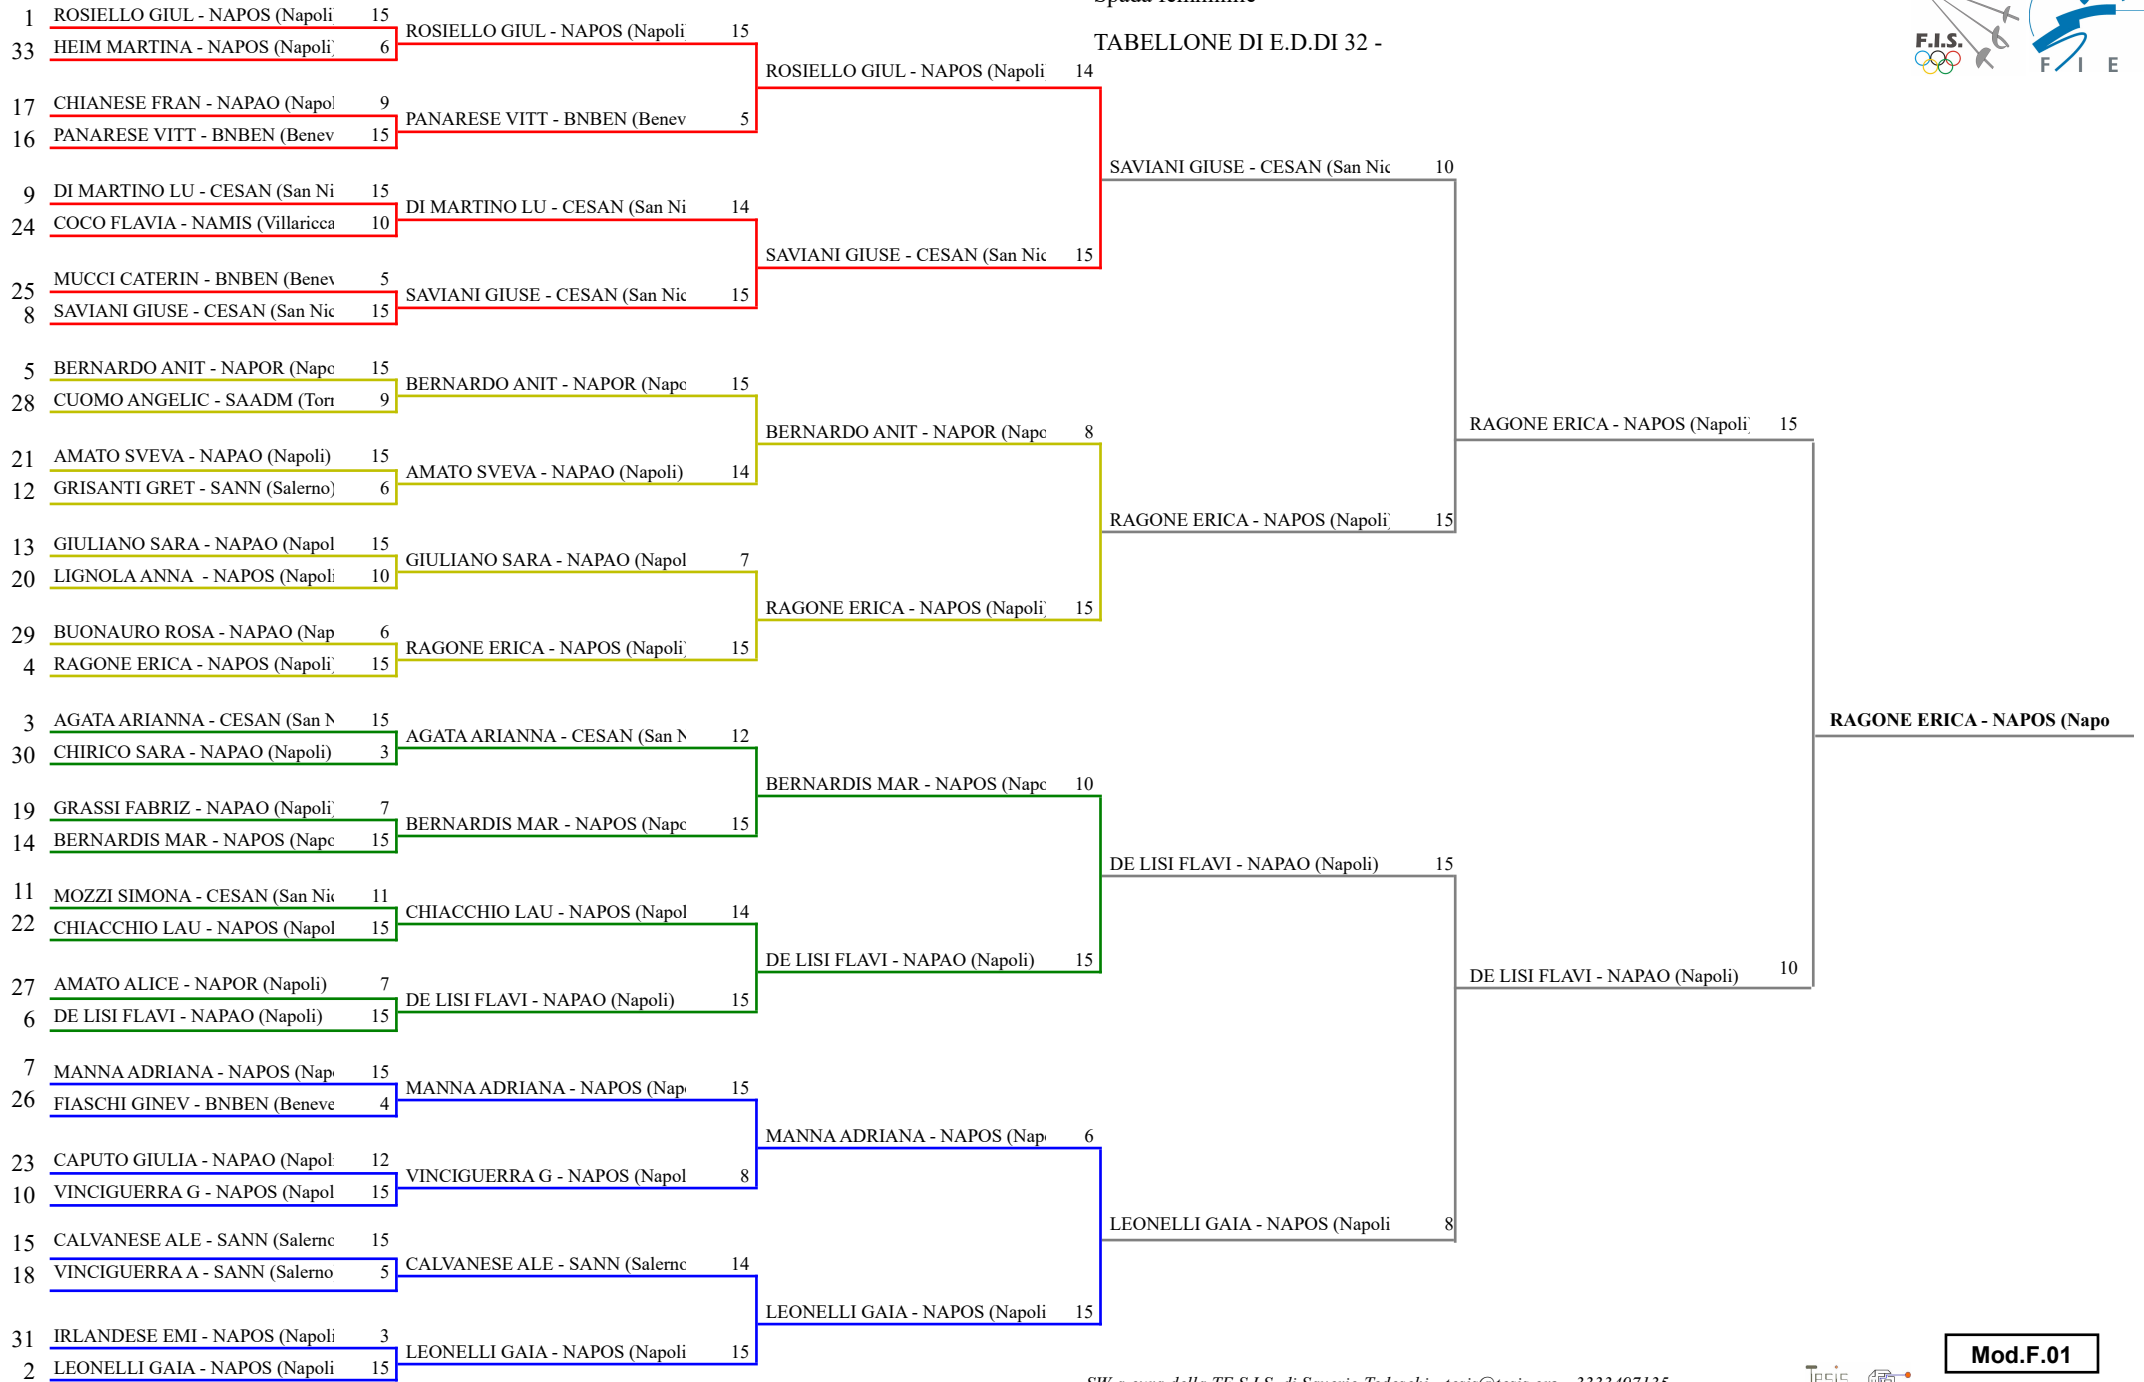 Spada femminile
TABELLONE DI E.D.DI 32 -
F.I.S.
F I E
1 ROSIELLO GIUL - NAPOS (Napoli 15
33 HEIM MARTINA - NAPOS (Napoli) 6
17 CHIANESE FRAN - NAPAO (Napol 9
16 PANARESE VITT - BNBEN (Benev 15
9 DI MARTINO LU - CESAN (San Ni 15
24 COCO FLAVIA - NAMIS (Villaricca 10
25 MUCCI CATERIN - BNBEN (Benev 5
8 SAVIANI GIUSE - CESAN (San Nic 15
5 BERNARDO ANIT - NAPOR (Napo 15
28 CUOMO ANGELIC - SAADM (Torr 9
21 AMATO SVEVA - NAPAO (Napoli) 15
12 GRISANTI GRET - SANN (Salerno) 6
13 GIULIANO SARA - NAPAO (Napol 15
20 LIGNOLA ANNA - NAPOS (Napoli 10
29 BUONAURO ROSA - NAPAO (Nap 6
4 RAGONE ERICA - NAPOS (Napoli) 15
3 AGATA ARIANNA - CESAN (San N 15
30 CHIRICO SARA - NAPAO (Napoli) 3
19 GRASSI FABRIZ - NAPAO (Napoli) 7
14 BERNARDIS MAR - NAPOS (Napo 15
11 MOZZI SIMONA - CESAN (San Nic 11
22 CHIACCHIO LAU - NAPOS (Napol 15
27 AMATO ALICE - NAPOR (Napoli) 7
6 DE LISI FLAVI - NAPAO (Napoli) 15
7 MANNA ADRIANA - NAPOS (Nap 15
26 FIASCHI GINEV - BNBEN (Beneve 4
23 CAPUTO GIULIA - NAPAO (Napoli 12
10 VINCIGUERRA G - NAPOS (Napol 15
15 CALVANESE ALE - SANN (Salerno 15
18 VINCIGUERRA A - SANN (Salerno 5
31 IRLANDESE EMI - NAPOS (Napoli 3
2 LEONELLI GAIA - NAPOS (Napoli 15
ROSIELLO GIUL - NAPOS (Napoli 15
PANARESE VITT - BNBEN (Benev 5
DI MARTINO LU - CESAN (San Ni 14
SAVIANI GIUSE - CESAN (San Nic 15
BERNARDO ANIT - NAPOR (Napo 15
AMATO SVEVA - NAPAO (Napoli) 14
GIULIANO SARA - NAPAO (Napol 7
RAGONE ERICA - NAPOS (Napoli) 15
AGATA ARIANNA - CESAN (San N 12
BERNARDIS MAR - NAPOS (Napo 15
CHIACCHIO LAU - NAPOS (Napol 14
DE LISI FLAVI - NAPAO (Napoli) 15
MANNA ADRIANA - NAPOS (Nap 15
VINCIGUERRA G - NAPOS (Napol 8
CALVANESE ALE - SANN (Salerno 14
LEONELLI GAIA - NAPOS (Napoli 15
ROSIELLO GIUL - NAPOS (Napoli 14
SAVIANI GIUSE - CESAN (San Nic 15
BERNARDO ANIT - NAPOR (Napo 8
RAGONE ERICA - NAPOS (Napoli) 15
BERNARDIS MAR - NAPOS (Napo 10
DE LISI FLAVI - NAPAO (Napoli) 15
MANNA ADRIANA - NAPOS (Nap 6
LEONELLI GAIA - NAPOS (Napoli 15
SAVIANI GIUSE - CESAN (San Nic 10
RAGONE ERICA - NAPOS (Napoli) 15
DE LISI FLAVI - NAPAO (Napoli) 15
LEONELLI GAIA - NAPOS (Napoli 8
RAGONE ERICA - NAPOS (Napoli) 15
DE LISI FLAVI - NAPAO (Napoli) 10
RAGONE ERICA - NAPOS (Napo
SW a cura della TE.S.I.S. di Saverio Tedeschi - tesis@tesis.org - 3333407135
Tesis
Mod.F.01